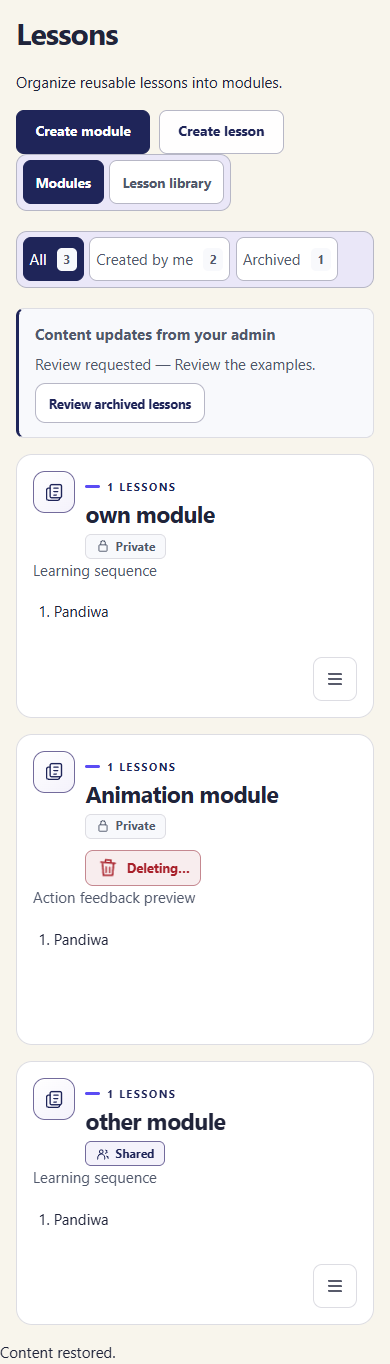 Lessons
Organize reusable lessons into modules.
Create module Create lesson
Modules Lesson library
All 3 Created by me 2 Archived 1
Content updates from your admin
Review requested — Review the examples.
Review archived lessons
1 LESSONS
own module
Private
Learning sequence
1. Pandiwa
1 LESSONS
Animation module
Private
Deleting...
Action feedback preview
1. Pandiwa
1 LESSONS
other module
Shared
Learning sequence
1. Pandiwa
Content restored.